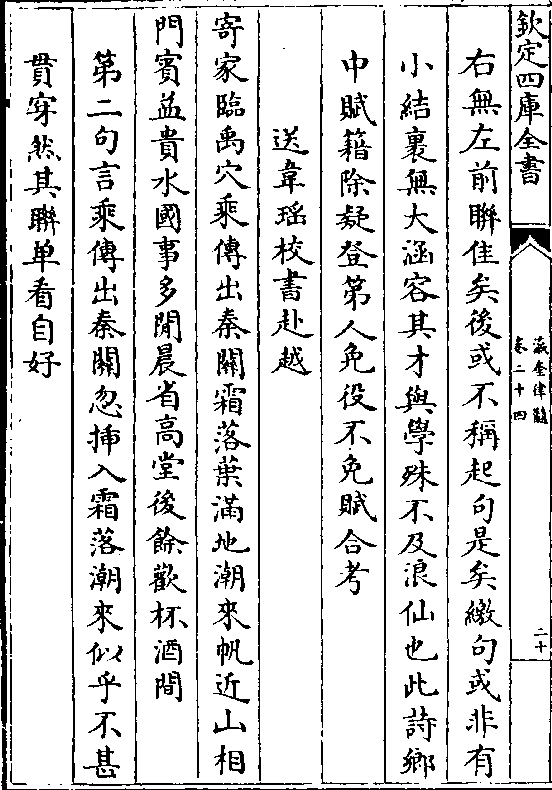 欽定四庫全書
瀛奎律髓
卷二十四
二十
右無左前聯佳矣後或不稱起句是矣繳句或非有
小結裹無大涵容其才與學殊不及浪仙也此詩鄉
中賦籍除疑登第人免役不免賦合考
送韋瑶校書赴越
寄家臨禹穴乘傳出秦關霜落葉滿地潮來帆近山相
門賓益貴水國事多閒晨省高堂後餘歡杯酒間
第二句言乘傳出秦關忽揷入霜落潮來似乎不甚
貫穿然其聯单看自好